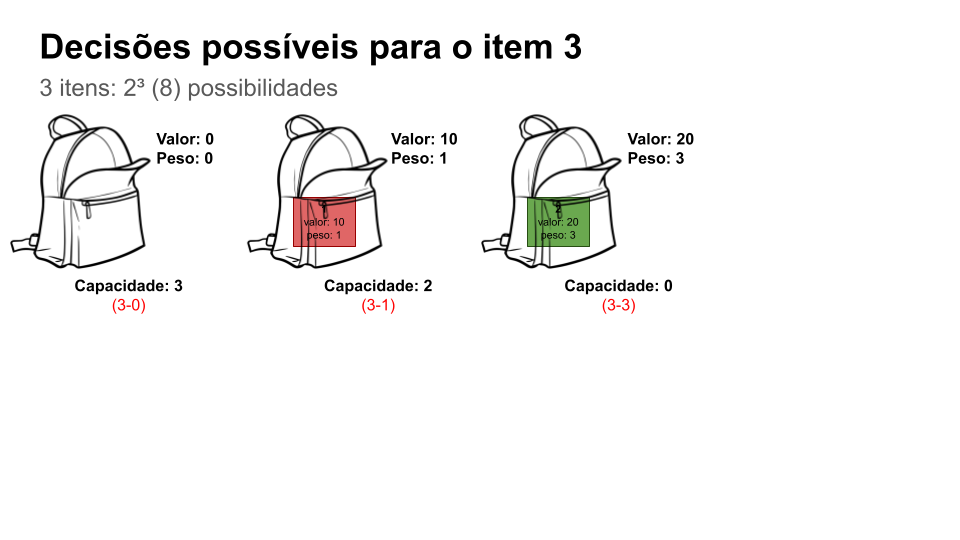 Decisões possíveis para o item 3
3 itens: 2³ (8) possibilidades
Valor: 0
Peso: 0
Valor: 10
Peso: 1
Valor: 20
Peso: 3
1
valor: 10
peso: 1
2
valor: 20
peso: 3
Capacidade: 3
(3-0)
Capacidade: 2
(3-1)
Capacidade: 0
(3-3)